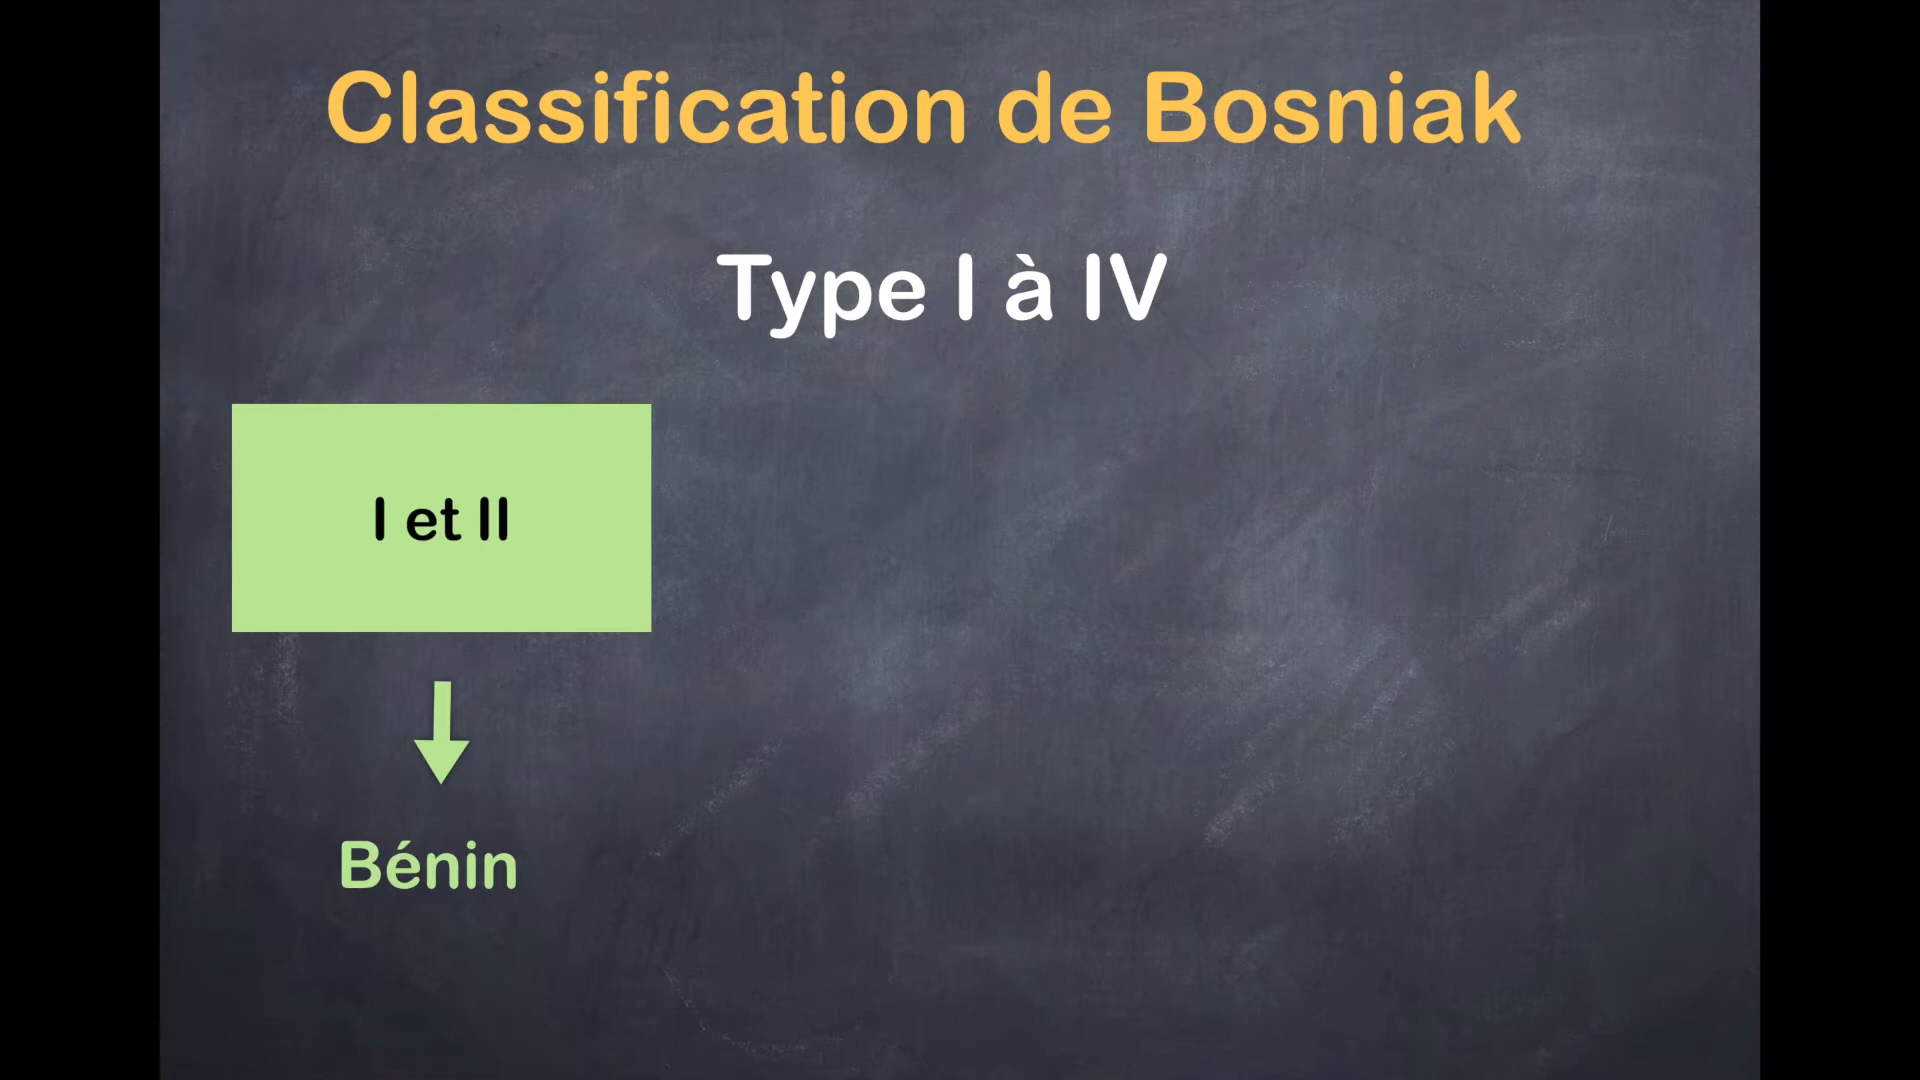 Classification de Bosniak
Type I à IV
I et II
Bénin